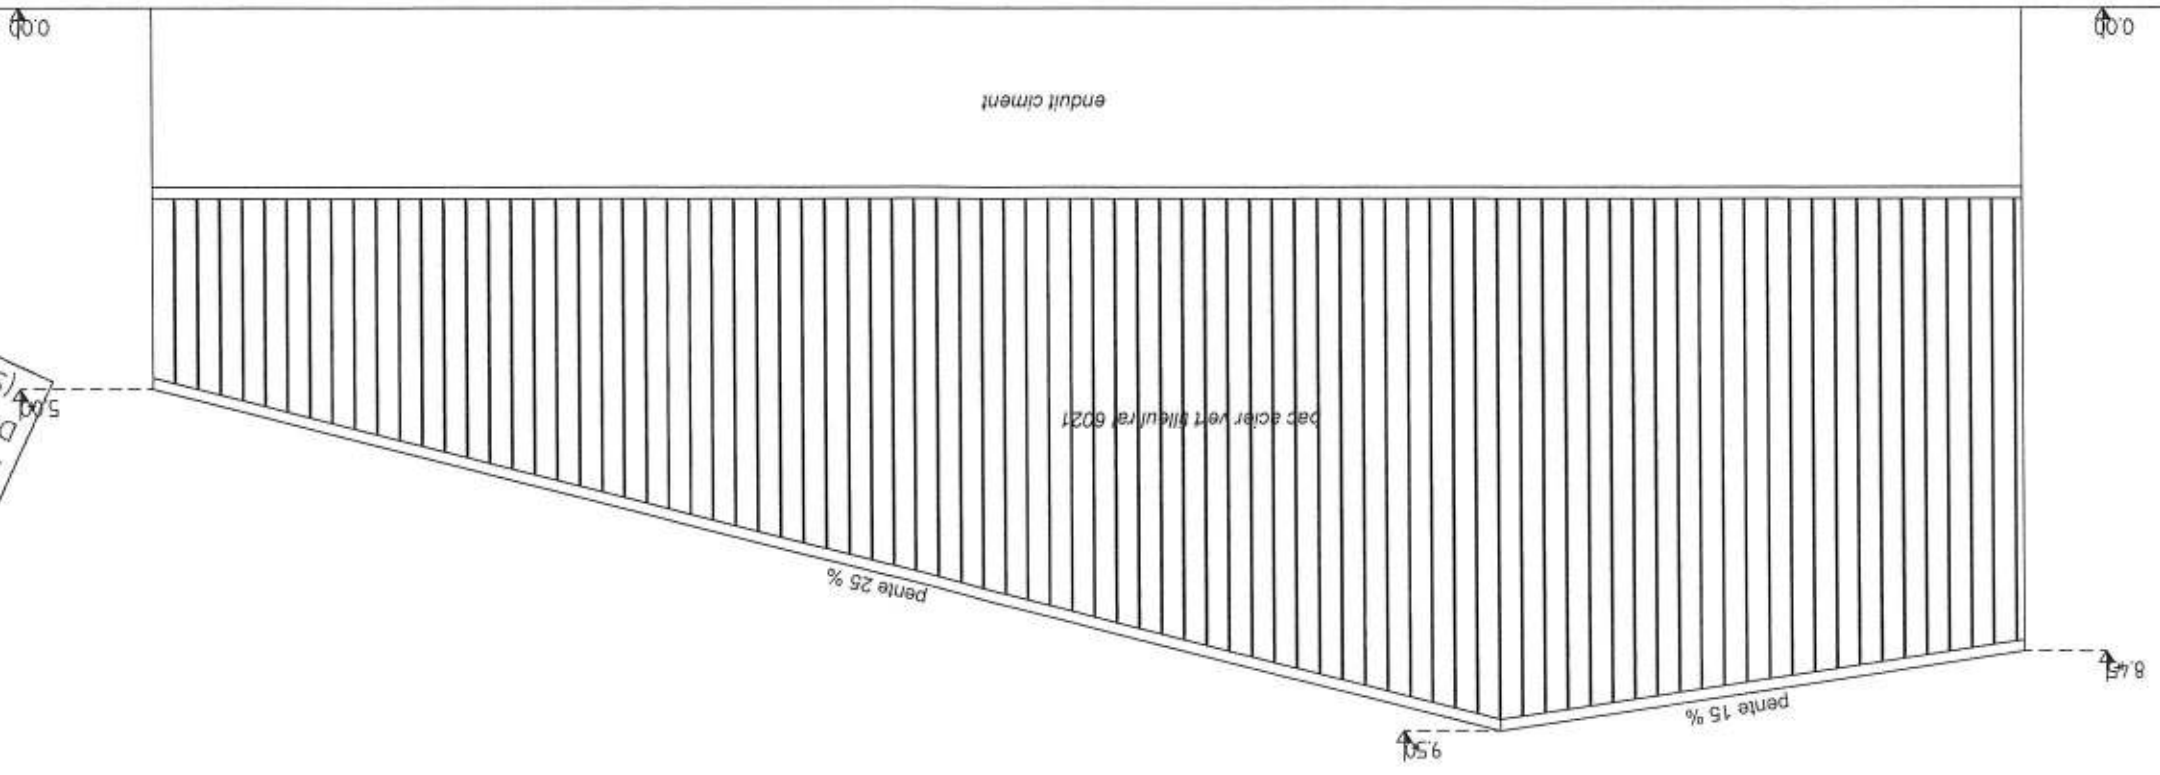 9.50
pente 15 %
8.45
pente 25 %
bac acier vert tilleul ral 6021
5.00
enduit ciment
0.00
0.00